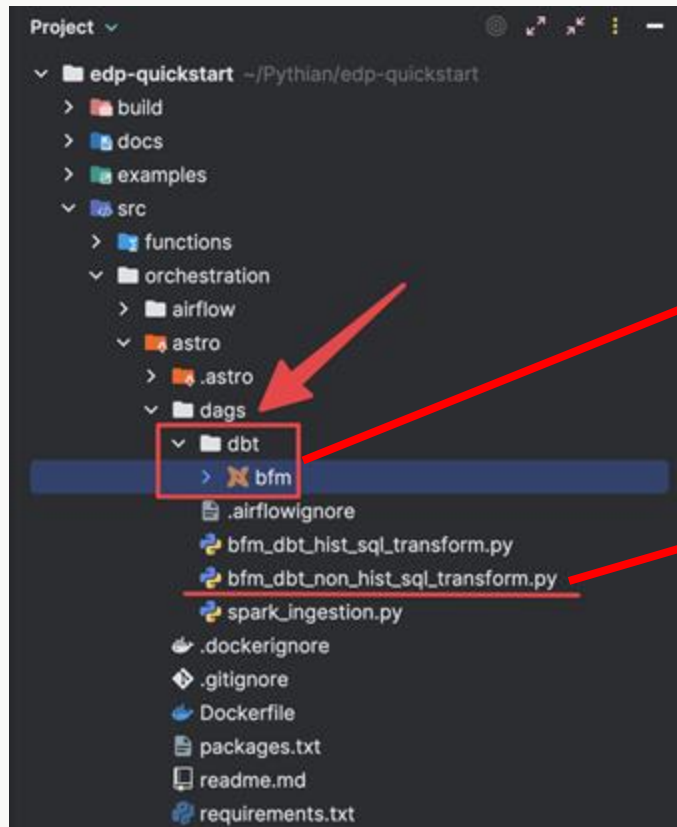 Project
edp-quickstart ~/Pythian/edp-quickstart
build
docs
examples
src
functions
orchestration
airflow
astro
.astro
dags
dbt
bfm
.airflowignore
bfm_dbt_hist_sql_transform.py
bfm_dbt_non_hist_sql_transform.py
spark_ingestion.py
.dockerignore
.gitignore
Dockerfile
packages.txt
readme.md
requirements.txt